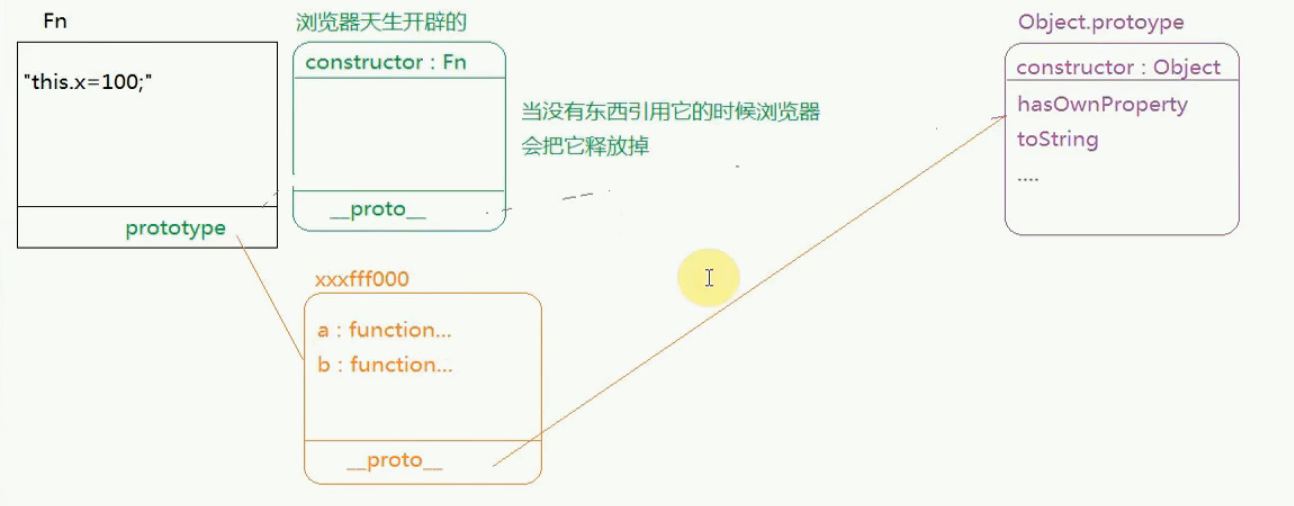 Fn
"this.x=100;"
prototype
浏览器天生开辟的
constructor : Fn
__proto__
当没有东西引用它的时候浏览器
会把它释放掉
xxxfff000
a : function...
b : function...
__proto__
Object.protoype
constructor : Object
hasOwnProperty
toString
....